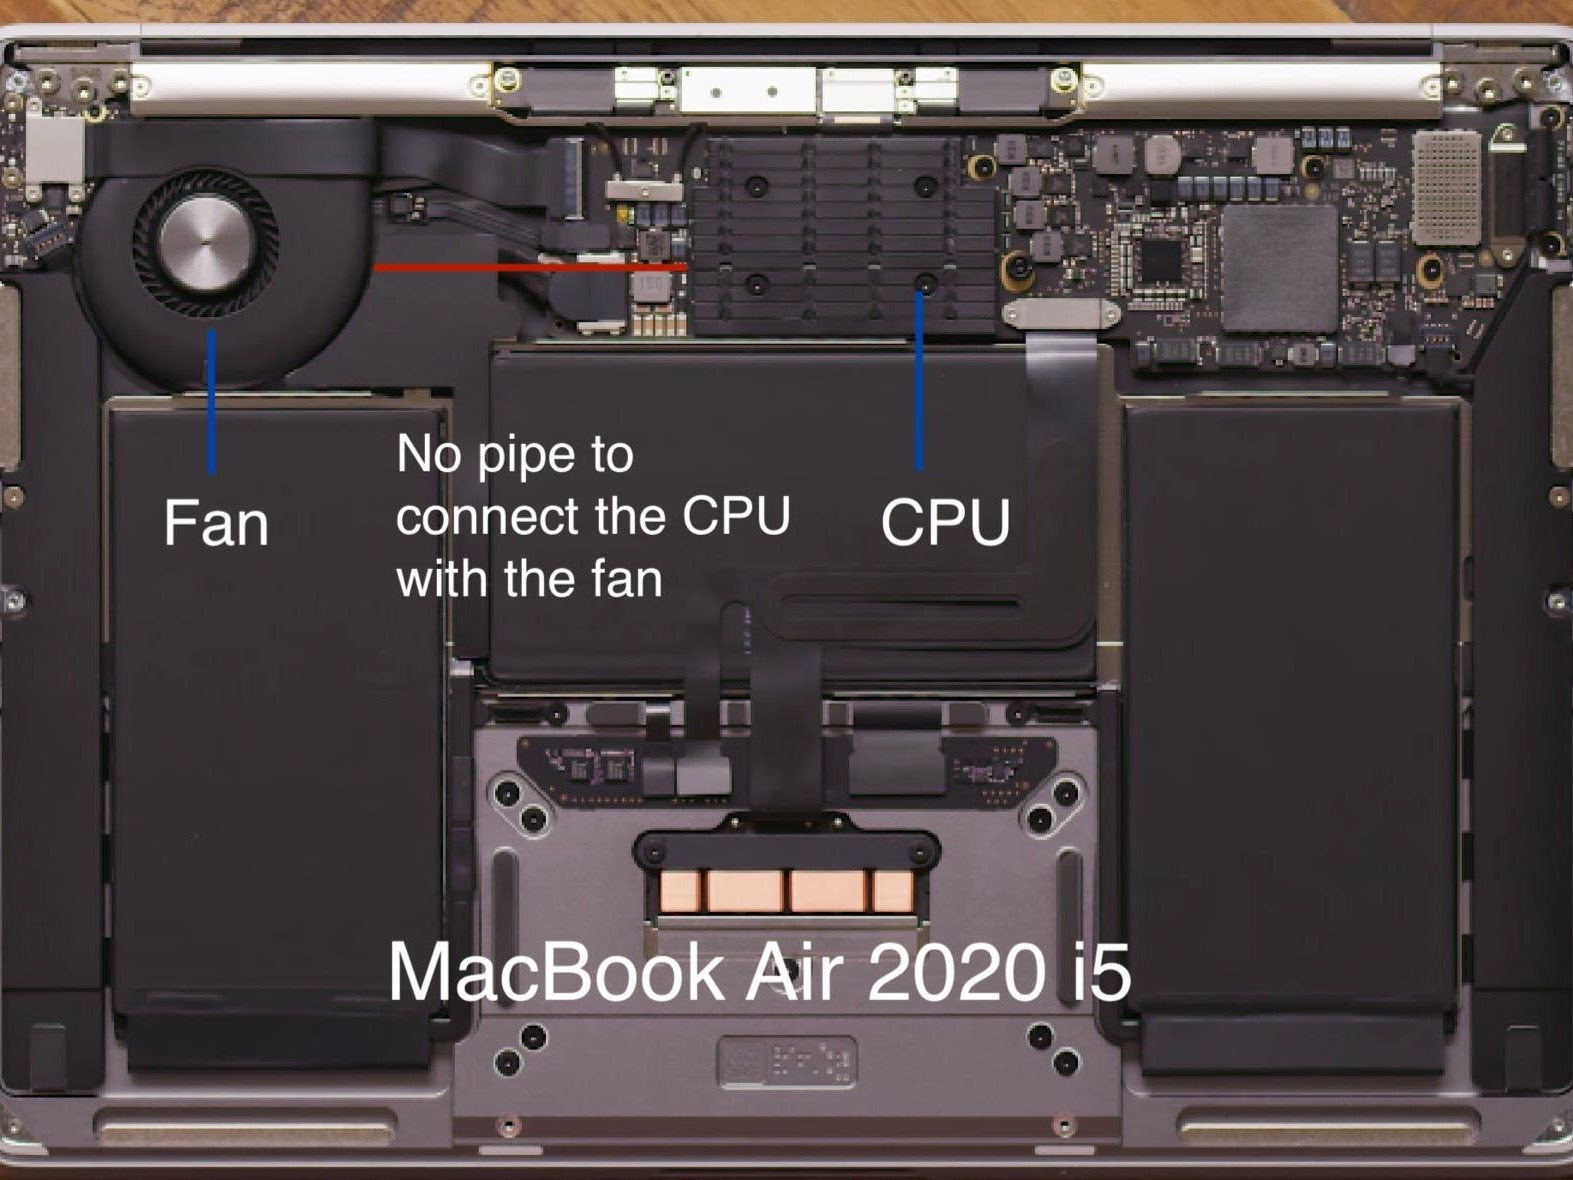 Fan
No pipe to
connect the CPU
with the fan
CPU
MacBook Air 2020 i5